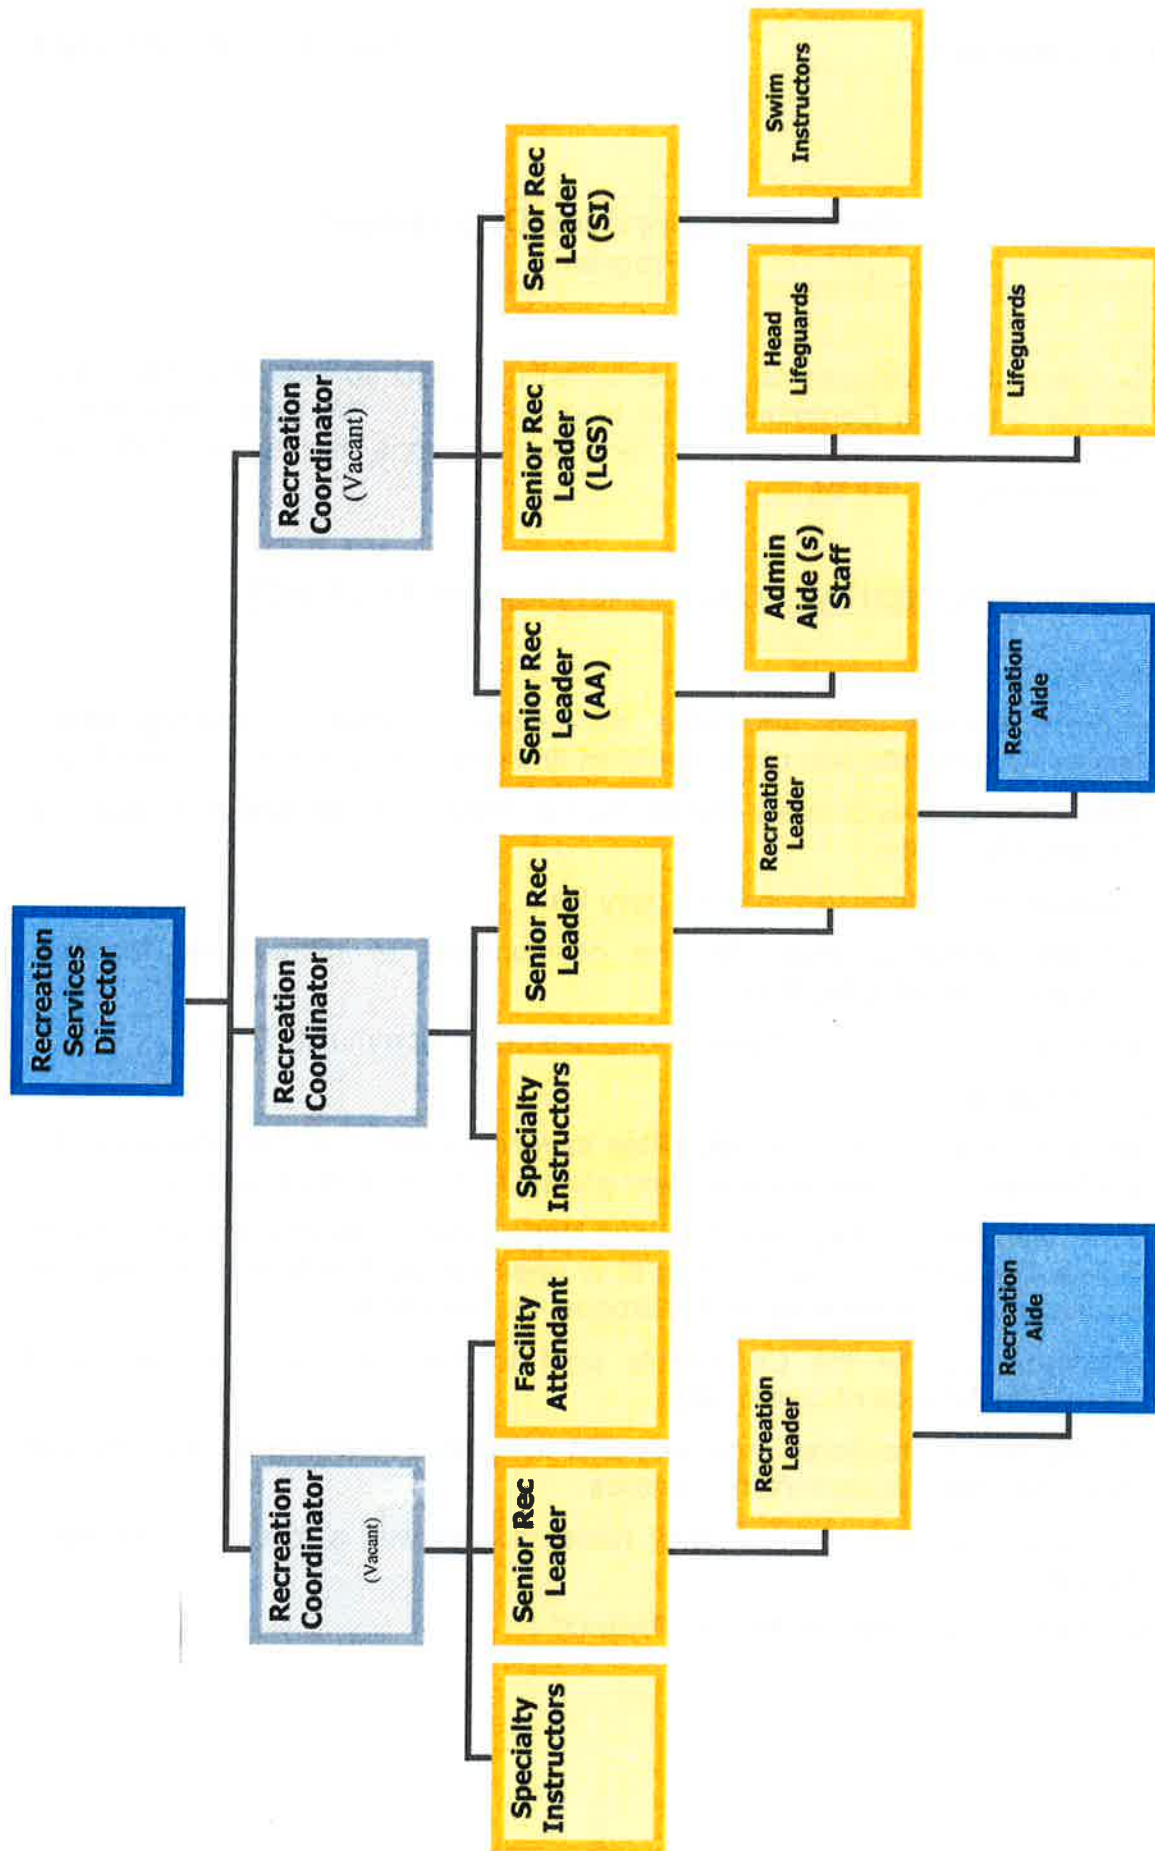 Recreation
Services
Director
Recreation
Coordinator
(Vacant)
Recreation
Coordinator
Recreation
Coordinator
(Vacant)
Specialty
Instructors
Senior Rec
Leader
Facility
Attendant
Specialty
Instructors
Senior Rec
Leader
Senior Rec
Leader
(AA)
Senior Rec
Leader
(LGS)
Senior Rec
Leader
(SI)
Recreation
Leader
Recreation
Leader
Admin
Aide (s)
Staff
Head
Lifeguards
Swim
Instructors
Recreation
Aide
Recreation
Aide
Lifeguards